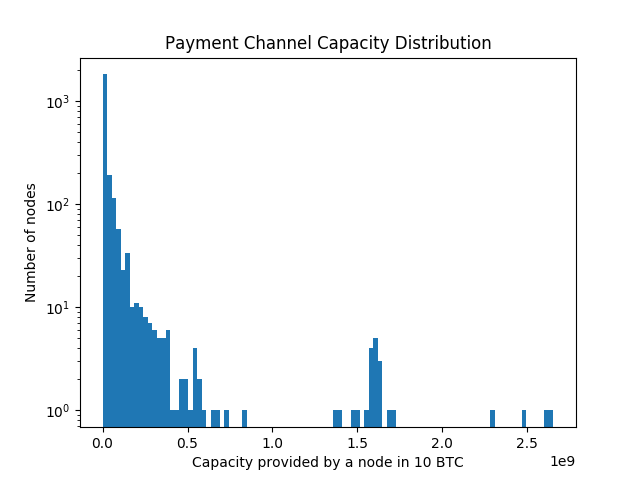 Payment Channel Capacity Distribution
Number of nodes
10³
10²
10¹
10⁰
0.0 0.5 1.0 1.5 2.0 2.5
1e9
Capacity provided by a node in 10 BTC